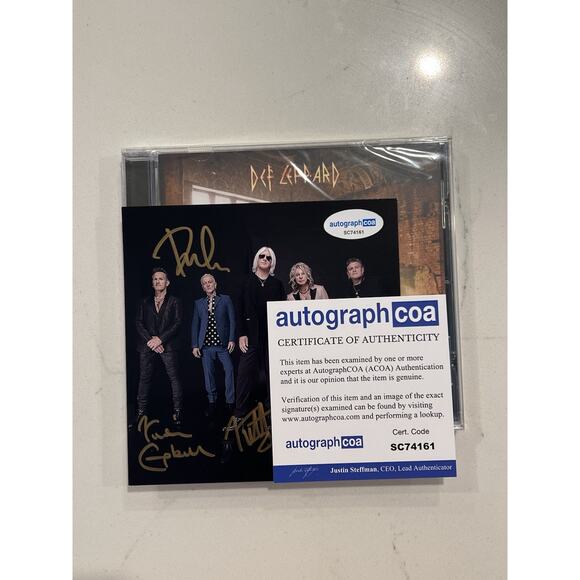 DEF LEPPARD
autographcoa
SC74161
autograph coa
CERTIFICATE OF AUTHENTICITY
This item has been examined by one or more
experts at AutographCOA (ACOA) Authentication
and it is our opinion that the item is genuine.
Verification of this item and an image of the exact
signature(s) examined can be found by visiting
www.autographcoa.com and performing a lookup.
autographcoa
Cert. Code
SC74161
Justin Steffman, CEO, Lead Authenticator